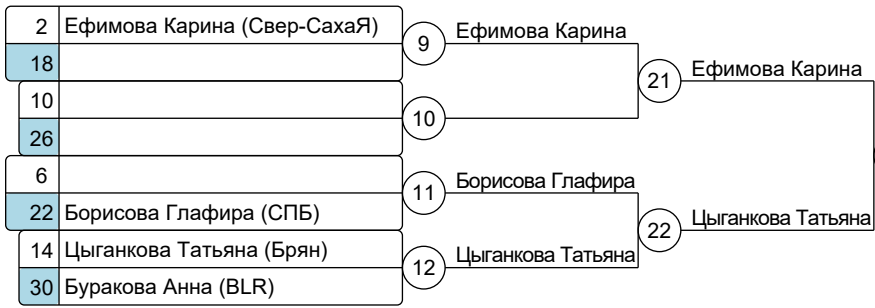 2 Ефимова Карина (Свер-СахаЯ)
18
9 Ефимова Карина
10
26
10
21 Ефимова Карина
6
22 Борисова Глафира (СПБ)
11 Борисова Глафира
14 Цыганкова Татьяна (Брян)
30 Буракова Анна (BLR)
12 Цыганкова Татьяна
22 Цыганкова Татьяна